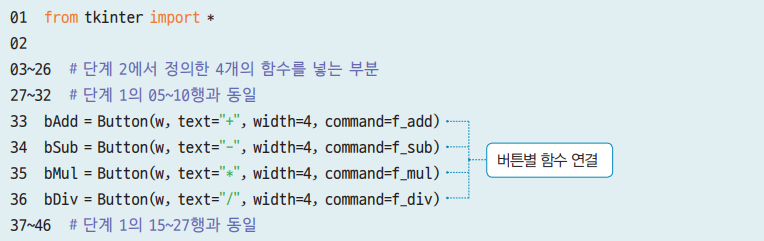 01 from tkinter import *
02
03~26 # 단계 2에서 정의한 4개의 함수를 넣는 부분
27~32 # 단계 1의 05~10행과 동일
33 bAdd = Button(w, text="+", width=4, command=f_add)
34 bSub = Button(w, text="-", width=4, command=f_sub)
버튼별 함수 연결
35 bMul = Button(w, text="*", width=4, command=f_mul)
36 bDiv = Button(w, text="/", width=4, command=f_div)
37~46 # 단계 1의 15~27행과 동일